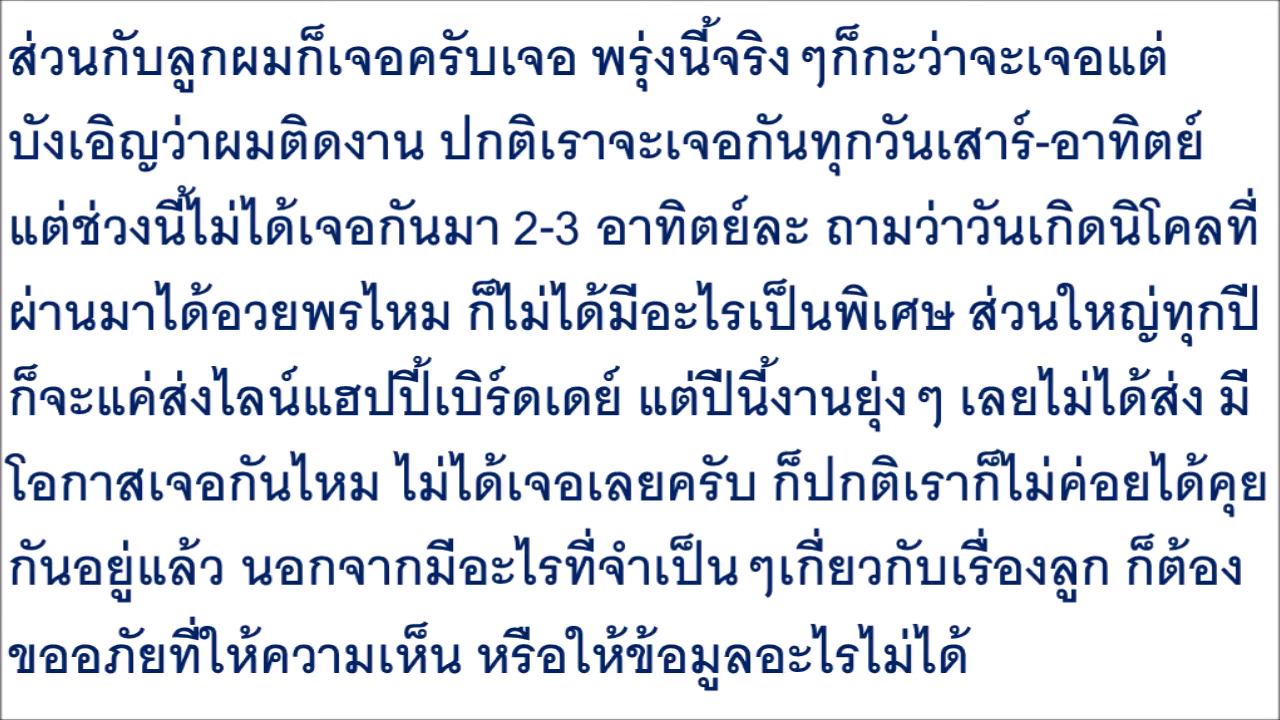 ส่วนกับลูกผมก็เจอครับเจอ พรุ่งนี้จริงๆก็กะว่าจะเจอแต่
บังเอิญว่าผมติดงาน ปกติเราจะเจอกันทุกวันเสาร์-อาทิตย์
แต่ช่วงนี้ไม่ได้เจอกันมา 2-3 อาทิตย์ละ ถามว่าวันเกิดนิโคลที่
ผ่านมาได้อวยพรไหม ก็ไม่ได้มีอะไรเป็นพิเศษ ส่วนใหญ่ทุกปี
ก็จะแค่ส่งไลน์แฮปปี้เบิร์ดเดย์ แต่ปีนี้งานยุ่งๆ เลยไม่ได้ส่ง มี
โอกาสเจอกันไหม ไม่ได้เจอเลยครับ ก็ปกติเราก็ไม่ค่อยได้คุย
กันอยู่แล้ว นอกจากมีอะไรที่จำเป็นๆเกี่ยวกับเรื่องลูก ก็ต้อง
ขออภัยที่ให้ความเห็น หรือให้ข้อมูลอะไรไม่ได้